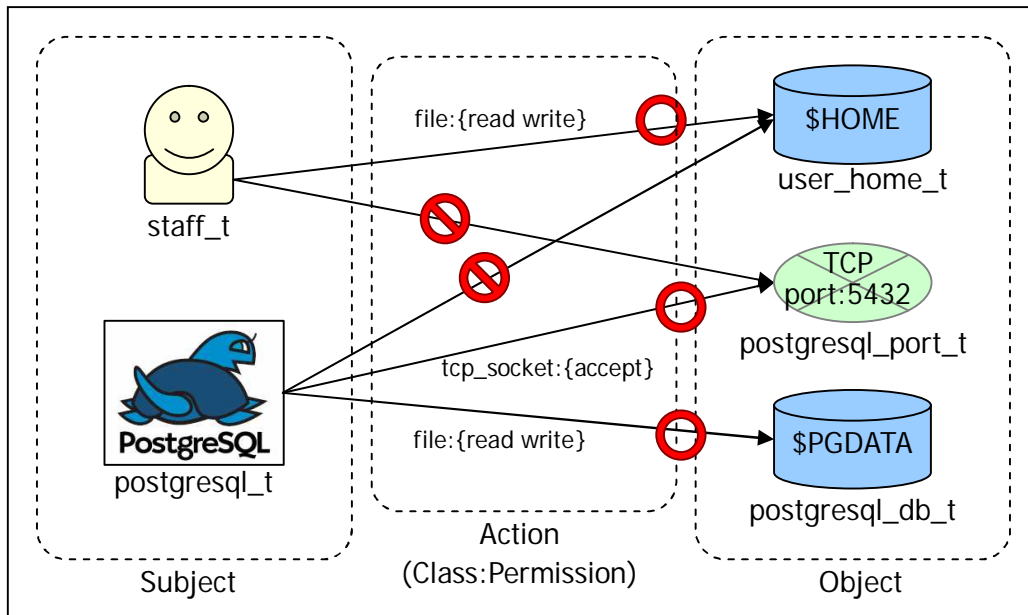 file:{read write}
$HOME
user_home_t
staff_t
TCP
port:5432
postgresql_port_t
tcp_socket:{accept}
PostgreSQL
postgresql_t
file:{read write}
$PGDATA
postgresql_db_t
Subject
Action
(Class:Permission)
Object